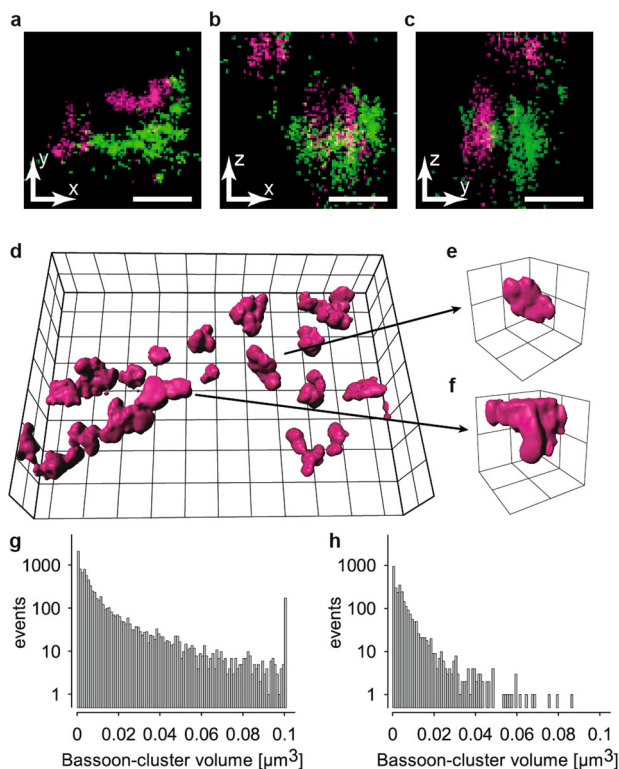 a
b
c
y
x
z
x
z
y
d
e
f
g
h
events
1000
100
10
1
0 0.02 0.04 0.06 0.08 0.1
Bassoon-cluster volume [µm³]
events
1000
100
10
1
0 0.02 0.04 0.06 0.08 0.1
Bassoon-cluster volume [µm³]